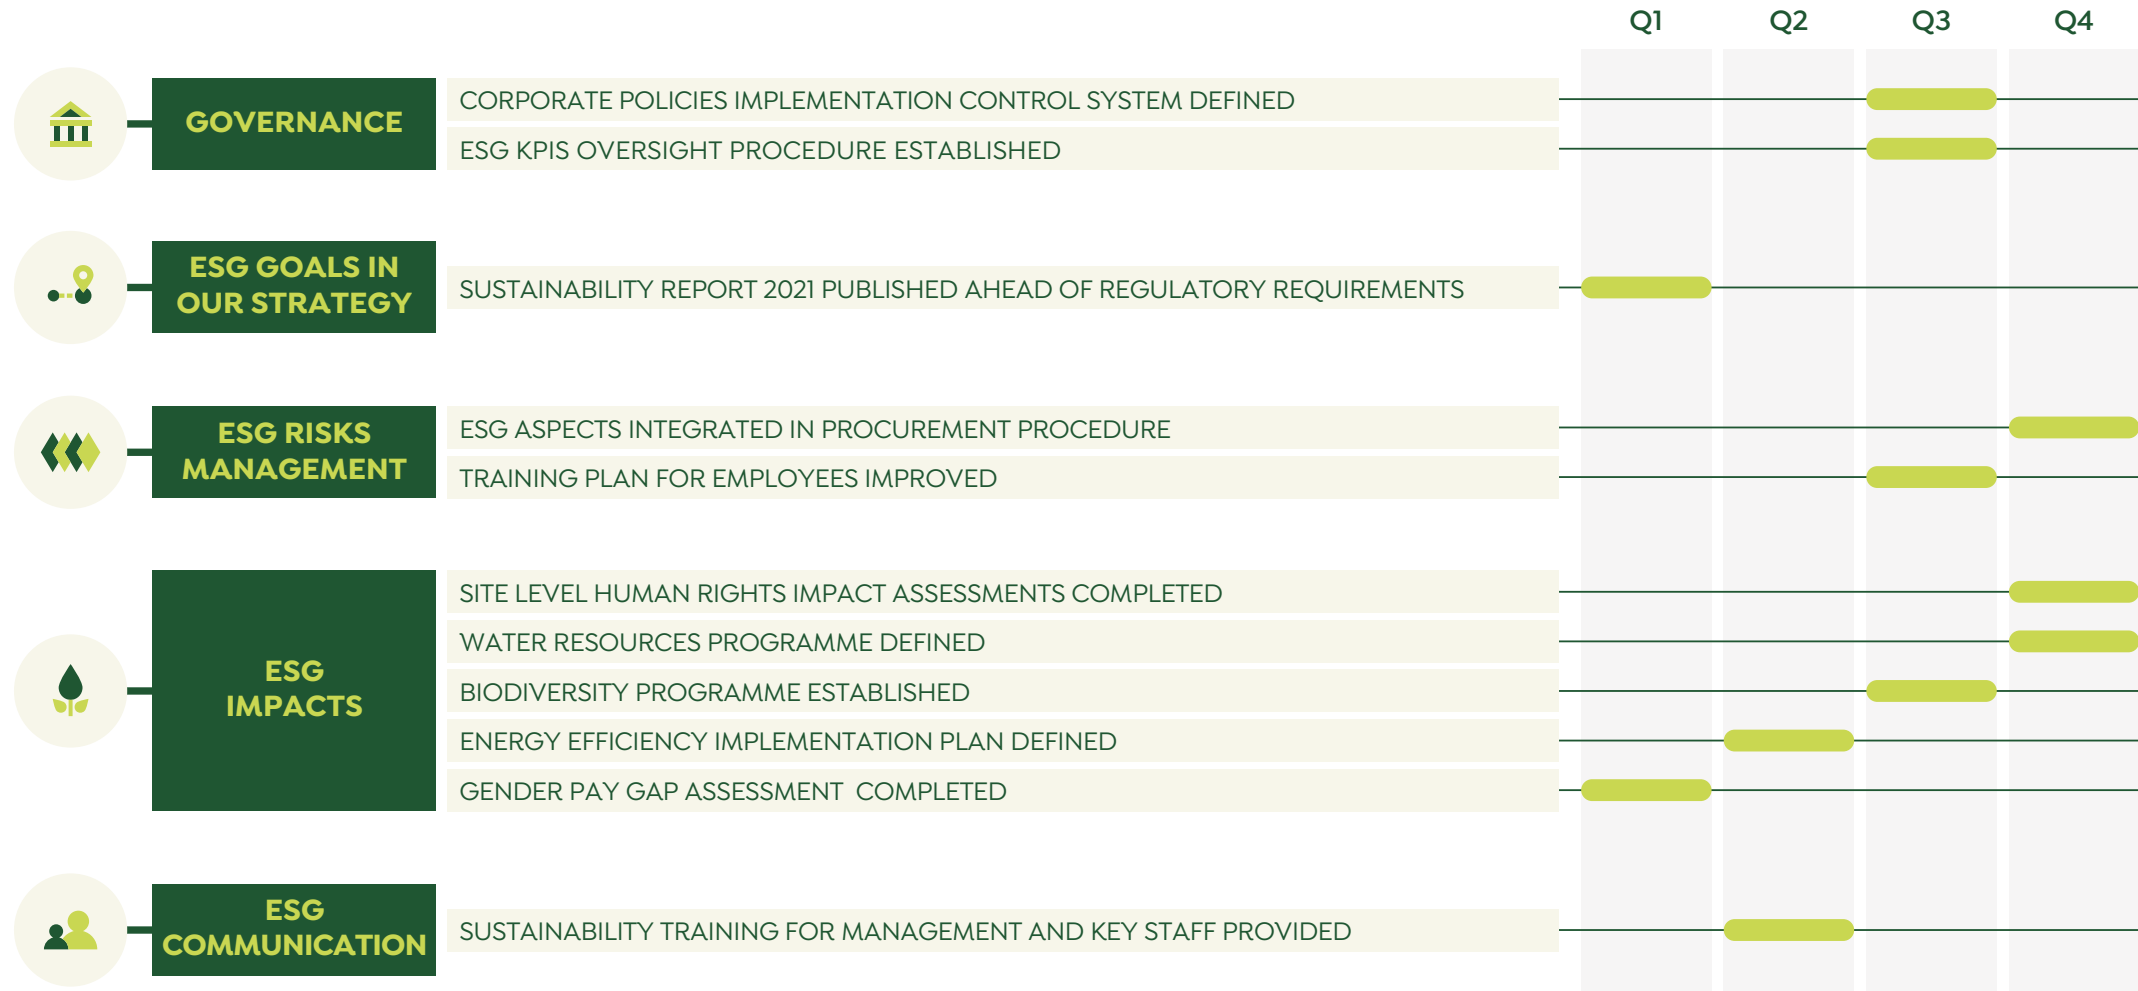 Q1 Q2 Q3 Q4
GOVERNANCE
CORPORATE POLICIES IMPLEMENTATION CONTROL SYSTEM DEFINED
ESG KPIS OVERSIGHT PROCEDURE ESTABLISHED
ESG GOALS IN
OUR STRATEGY
SUSTAINABILITY REPORT 2021 PUBLISHED AHEAD OF REGULATORY REQUIREMENTS
ESG RISKS
MANAGEMENT
ESG ASPECTS INTEGRATED IN PROCUREMENT PROCEDURE
TRAINING PLAN FOR EMPLOYEES IMPROVED
ESG
IMPACTS
SITE LEVEL HUMAN RIGHTS IMPACT ASSESSMENTS COMPLETED
WATER RESOURCES PROGRAMME DEFINED
BIODIVERSITY PROGRAMME ESTABLISHED
ENERGY EFFICIENCY IMPLEMENTATION PLAN DEFINED
GENDER PAY GAP ASSESSMENT COMPLETED
ESG
COMMUNICATION
SUSTAINABILITY TRAINING FOR MANAGEMENT AND KEY STAFF PROVIDED